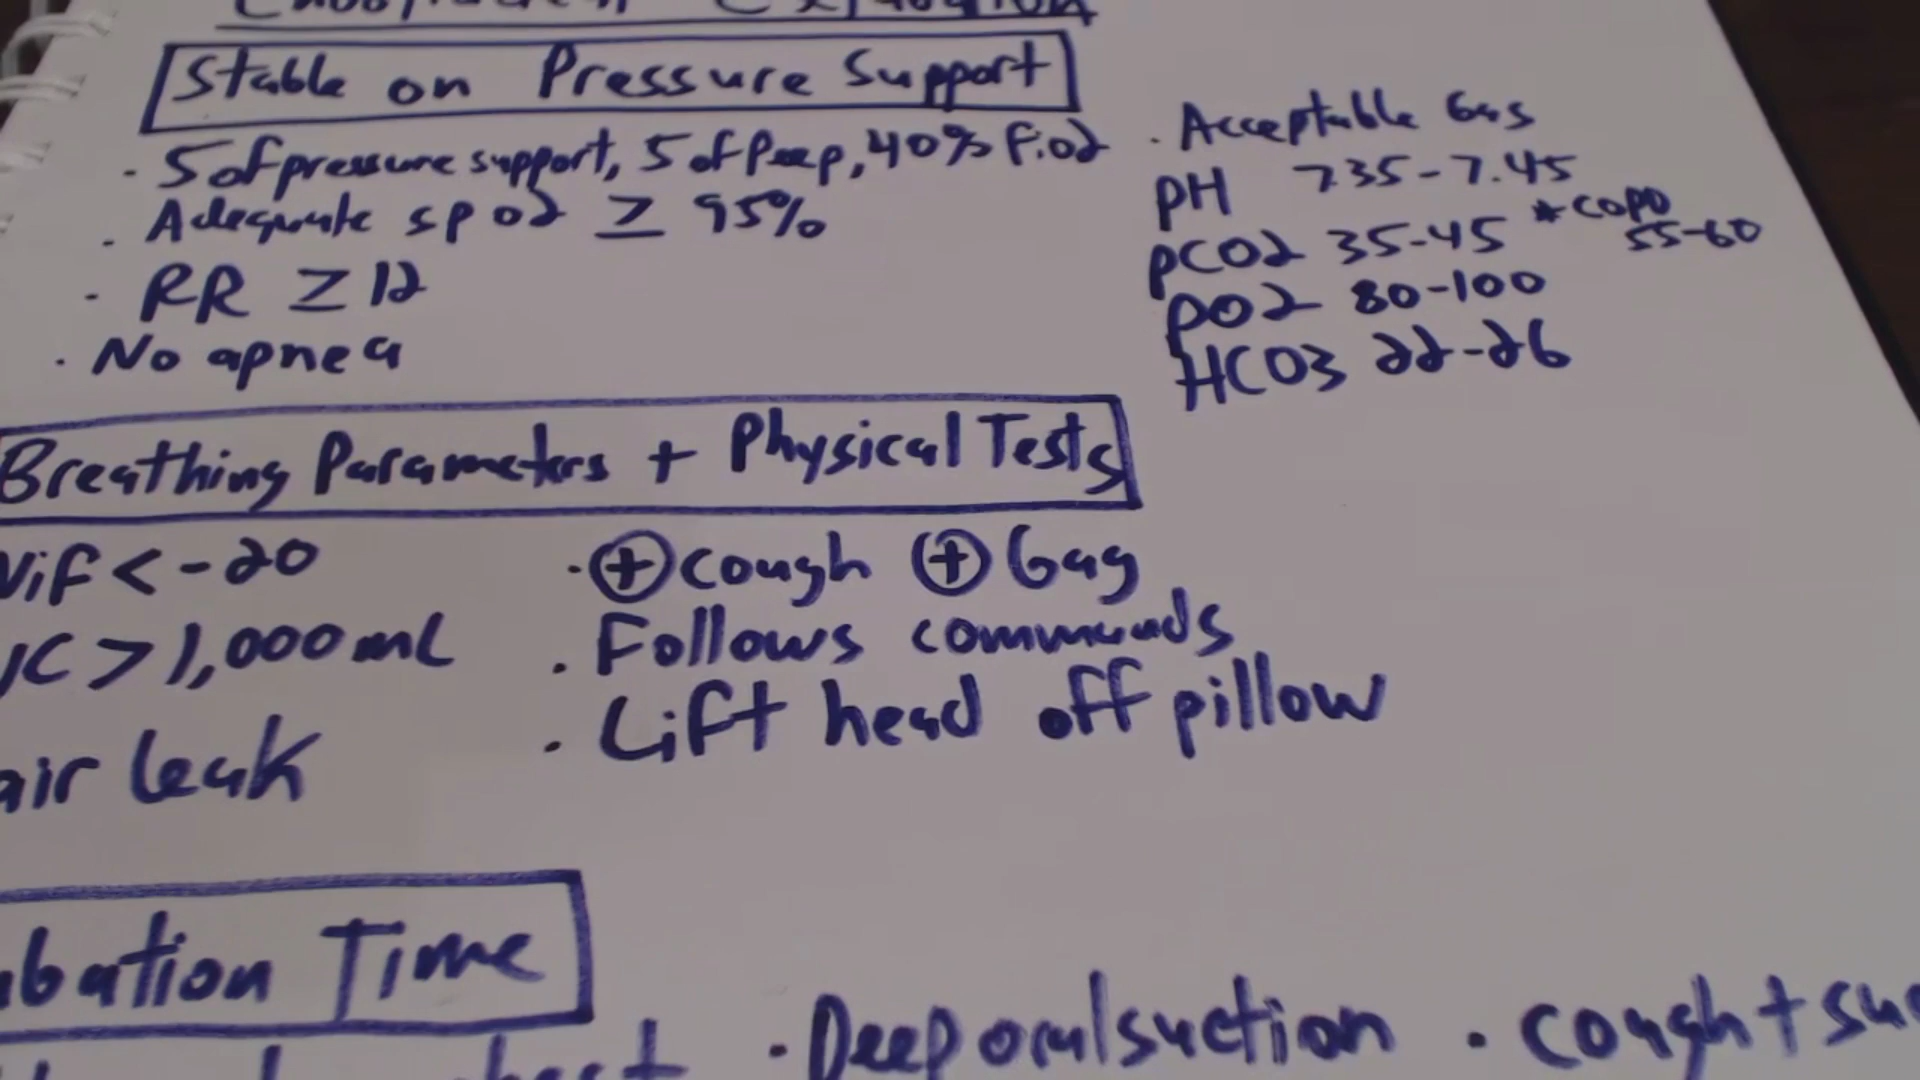 Stable on Pressure Support
. 5 of pressure support, 5 of Peep, 40% fio2
. Adequate spo2 ≥ 95%
. RR ≥ 12
. No apnea
. Acceptable Gas
pH 7.35-7.45
pCO2 35-45 *COPD 55-60
pO2 80-100
HCO3 22-26
Breathing Parameters + Physical Tests
Nif < -20
VC > 1,000 mL
air leak
. ⊕ cough ⊕ Gag
. Follows commands
. Lift head off pillow
Time
. Deep oral suction . cough +